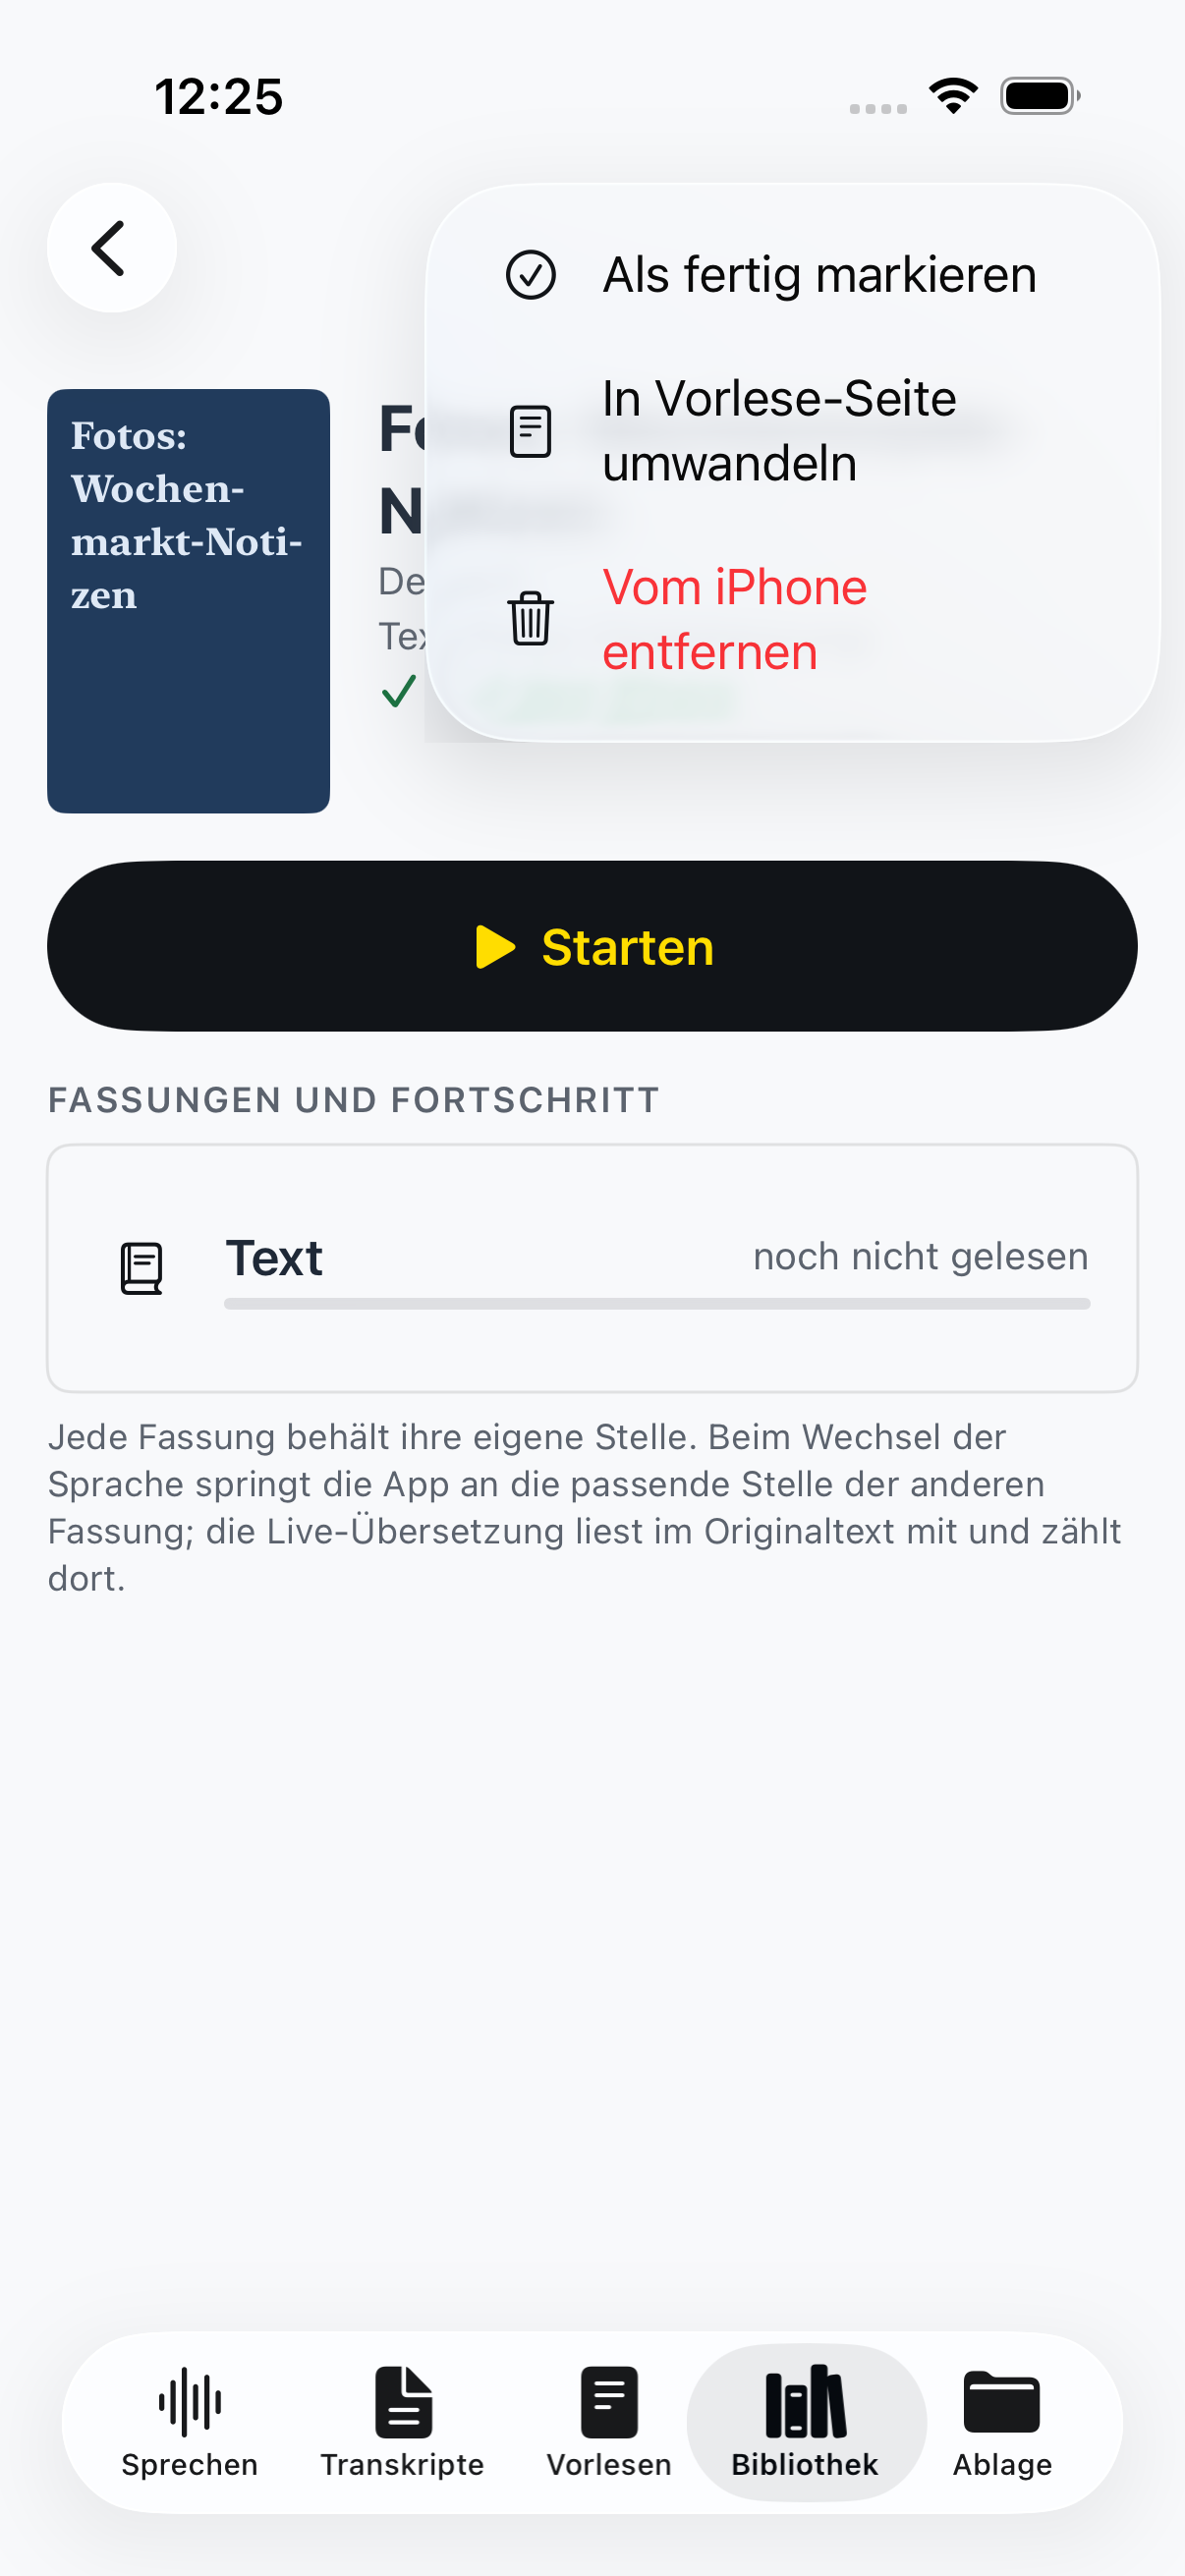 12:25
Als fertig markieren
In Vorlese-Seite
umwandeln
Vom iPhone
entfernen
Fotos:
Wochen-
markt-Noti-
zen
Starten
FASSUNGEN UND FORTSCHRITT
Text
noch nicht gelesen
Jede Fassung behält ihre eigene Stelle. Beim Wechsel der
Sprache springt die App an die passende Stelle der anderen
Fassung; die Live-Übersetzung liest im Originaltext mit und zählt
dort.
Sprechen
Transkripte
Vorlesen
Bibliothek
Ablage